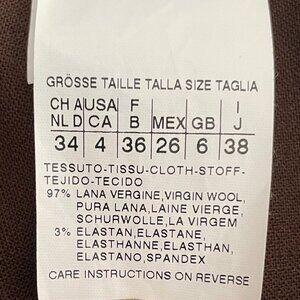 GRÖSSE TAILLE TALLA SIZE TAGLIA
CH A USA F I
NL D CA B MEX GB J
34 4 36 26 6 38
TESSUTO-TISSU-CLOTH-STOFF-
TEJIDO-TECIDO
97% LANA VERGINE,VIRGIN WOOL,
PURA LANA,LAINE VIERGE,
SCHURWOLLE,LA VIRGEM
3% ELASTAN,ELASTANE,
ELASTHANNE,ELASTHAN,
ELASTANO,SPANDEX
CARE INSTRUCTIONS ON REVERSE